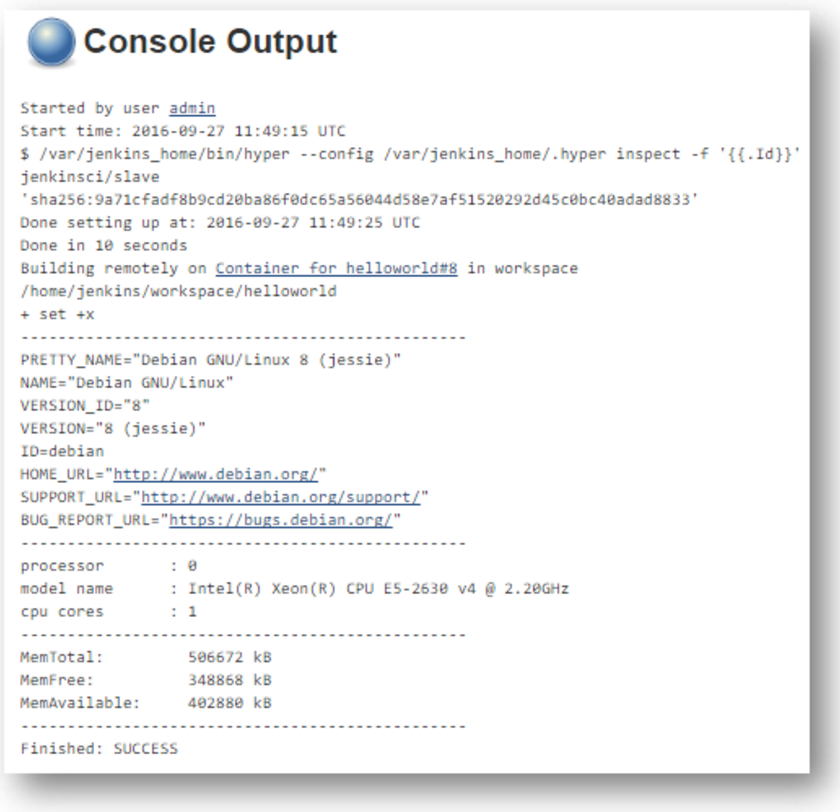 Console Output
Started by user admin
Start time: 2016-09-27 11:49:15 UTC
$ /var/jenkins_home/bin/hyper --config /var/jenkins_home/.hyper inspect -f '{{.Id}}'
jenkinsci/slave
'sha256:9a71cfadf8b9cd20ba86f0dc65a56044d58e7af51520292d45c0bc40adad8833'
Done setting up at: 2016-09-27 11:49:25 UTC
Done in 10 seconds
Building remotely on Container for helloworld#8 in workspace
/home/jenkins/workspace/helloworld
+ set +x
------------------------------------------------
PRETTY_NAME="Debian GNU/Linux 8 (jessie)"
NAME="Debian GNU/Linux"
VERSION_ID="8"
VERSION="8 (jessie)"
ID=debian
HOME_URL="http://www.debian.org/"
SUPPORT_URL="http://www.debian.org/support/"
BUG_REPORT_URL="https://bugs.debian.org/"
------------------------------------------------
processor : 0
model name : Intel(R) Xeon(R) CPU E5-2630 v4 @ 2.20GHz
cpu cores : 1
------------------------------------------------
MemTotal: 506672 kB
MemFree: 348868 kB
MemAvailable: 402880 kB
------------------------------------------------
Finished: SUCCESS